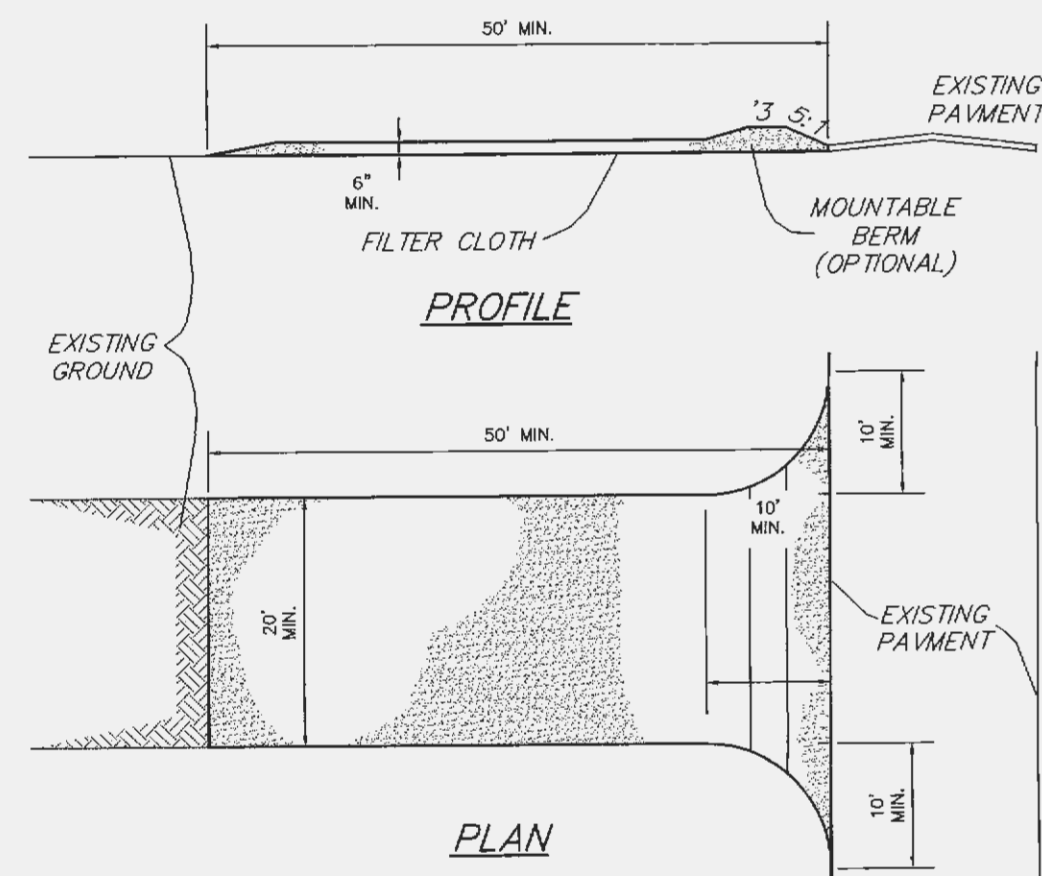 50' MIN.
EXISTING
PAVMENT
'3 5:1
6"
MIN.
FILTER CLOTH
MOUNTABLE
BERM
(OPTIONAL)
PROFILE
EXISTING
GROUND
50' MIN.
10'
MIN.
10'
MIN.
20'
MIN.
EXISTING
PAVMENT
10'
MIN.
PLAN